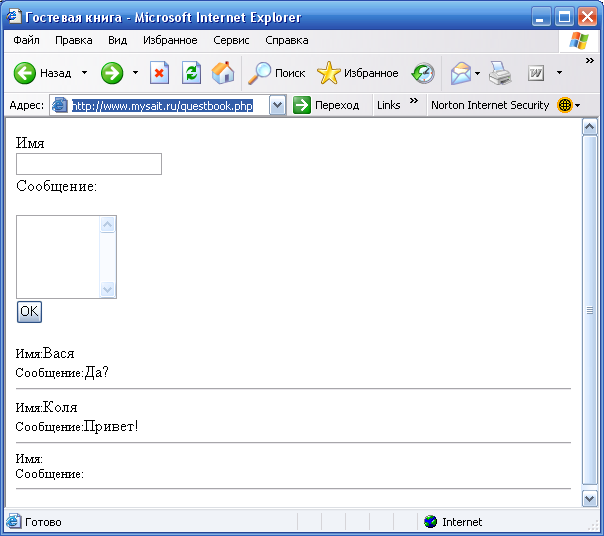 Гостевая книга - Microsoft Internet Explorer
Файл Правка Вид Избранное Сервис Справка
Назад Поиск Избранное W »
Адрес: http://www.mysait.ru/questbook.php Переход Links » Norton Internet Security
Имя
Сообщение:
OK
Имя:Вася
Сообщение:Да?
Имя:Коля
Сообщение:Привет!
Имя:
Сообщение:
Готово Internet